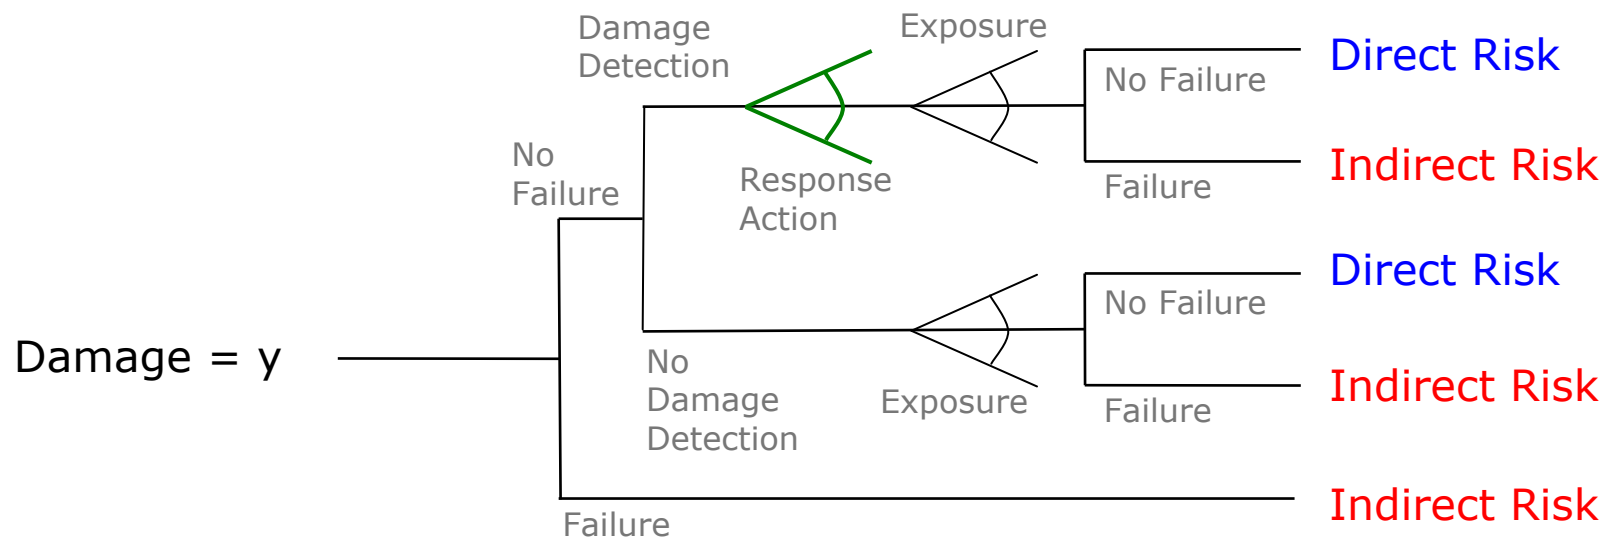 Damage
Detection
Exposure
Direct Risk
No Failure
No
Failure
Response
Action
Indirect Risk
Failure
Direct Risk
No Failure
Damage = y
No
Damage
Detection
Exposure
Indirect Risk
Failure
Indirect Risk
Failure